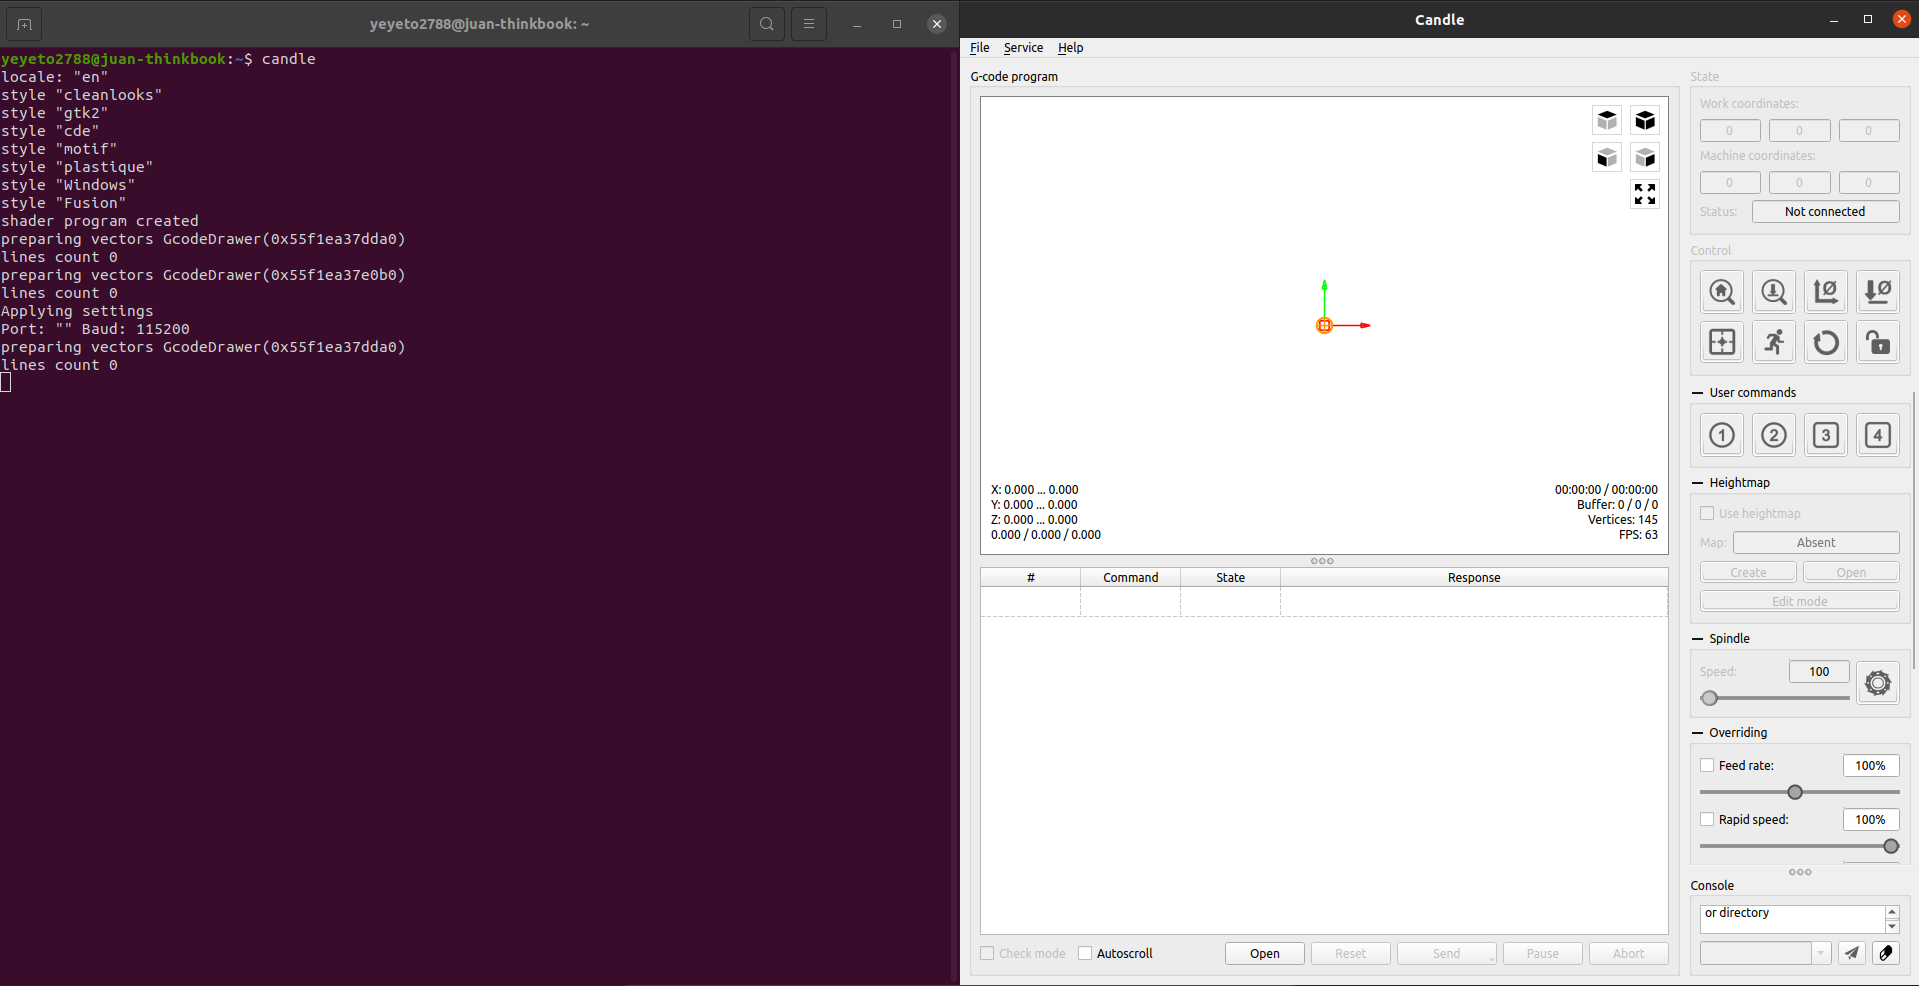 yeyeto2788@juan-thinkbook: ~
yeyeto2788@juan-thinkbook:~$ candle
locale: "en"
style "cleanlooks"
style "gtk2"
style "cde"
style "motif"
style "plastique"
style "Windows"
style "Fusion"
shader program created
preparing vectors GcodeDrawer(0x55f1ea37dda0)
lines count 0
preparing vectors GcodeDrawer(0x55f1ea37e0b0)
lines count 0
Applying settings
Port: "" Baud: 115200
preparing vectors GcodeDrawer(0x55f1ea37dda0)
lines count 0
Candle
File Service Help
G-code program
X: 0.000 ... 0.000
Y: 0.000 ... 0.000
Z: 0.000 ... 0.000
0.000 / 0.000 / 0.000
00:00:00 / 00:00:00
Buffer: 0 / 0 / 0
Vertices: 145
FPS: 63
# Command State Response
Check mode Autoscroll Open Reset Send Pause Abort
State
Work coordinates:
0 0 0
Machine coordinates:
0 0 0
Status: Not connected
Control
User commands
1 2 3 4
Heightmap
Use heightmap
Map: Absent
Create Open
Edit mode
Spindle
Speed: 100
Overriding
Feed rate: 100%
Rapid speed: 100%
Console
or directory